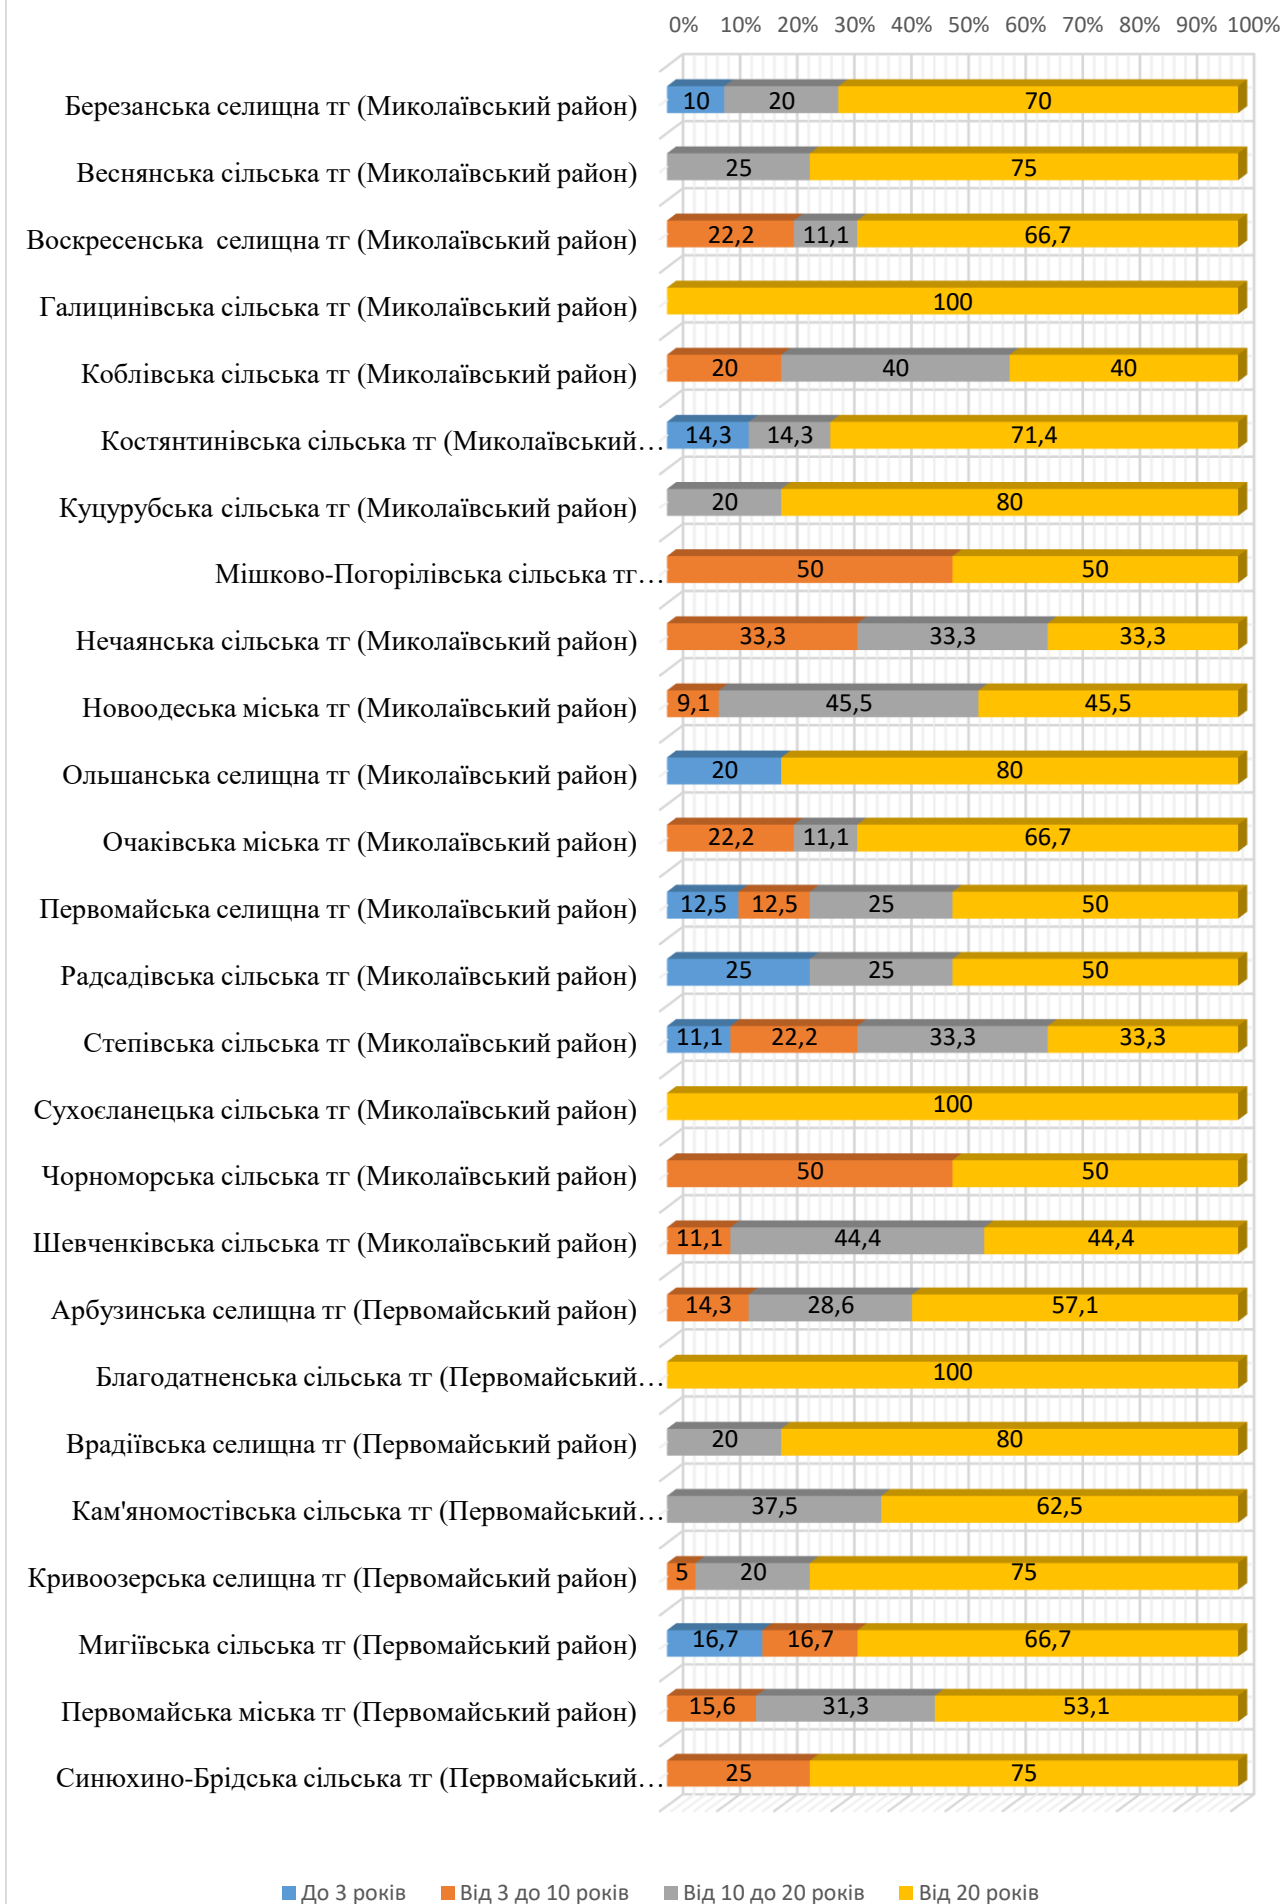 0% 10% 20% 30% 40% 50% 60% 70% 80% 90% 100%
Березанська селищна тг (Миколаївський район) 10 20 70
Веснянська сільська тг (Миколаївський район) 25 75
Воскресенська селищна тг (Миколаївський район) 22,2 11,1 66,7
Галицинівська сільська тг (Миколаївський район) 100
Коблівська сільська тг (Миколаївський район) 20 40 40
Костянтинівська сільська тг (Миколаївський… 14,3 14,3 71,4
Куцурубська сільська тг (Миколаївський район) 20 80
Мішково-Погорілівська сільська тг… 50 50
Нечаянська сільська тг (Миколаївський район) 33,3 33,3 33,3
Новоодеська міська тг (Миколаївський район) 9,1 45,5 45,5
Ольшанська селищна тг (Миколаївський район) 20 80
Очаківська міська тг (Миколаївський район) 22,2 11,1 66,7
Первомайська селищна тг (Миколаївський район) 12,5 12,5 25 50
Радсадівська сільська тг (Миколаївський район) 25 25 50
Степівська сільська тг (Миколаївський район) 11,1 22,2 33,3 33,3
Сухоєланецька сільська тг (Миколаївський район) 100
Чорноморська сільська тг (Миколаївський район) 50 50
Шевченківська сільська тг (Миколаївський район) 11,1 44,4 44,4
Арбузинська селищна тг (Первомайський район) 14,3 28,6 57,1
Благодатненська сільська тг (Первомайський… 100
Врадіївська селищна тг (Первомайський район) 20 80
Кам'яномостівська сільська тг (Первомайський… 37,5 62,5
Кривоозерська селищна тг (Первомайський район) 5 20 75
Мигіївська сільська тг (Первомайський район) 16,7 16,7 66,7
Первомайська міська тг (Первомайський район) 15,6 31,3 53,1
Синюхино-Брідська сільська тг (Первомайський… 25 75
До 3 років Від 3 до 10 років Від 10 до 20 років Від 20 років